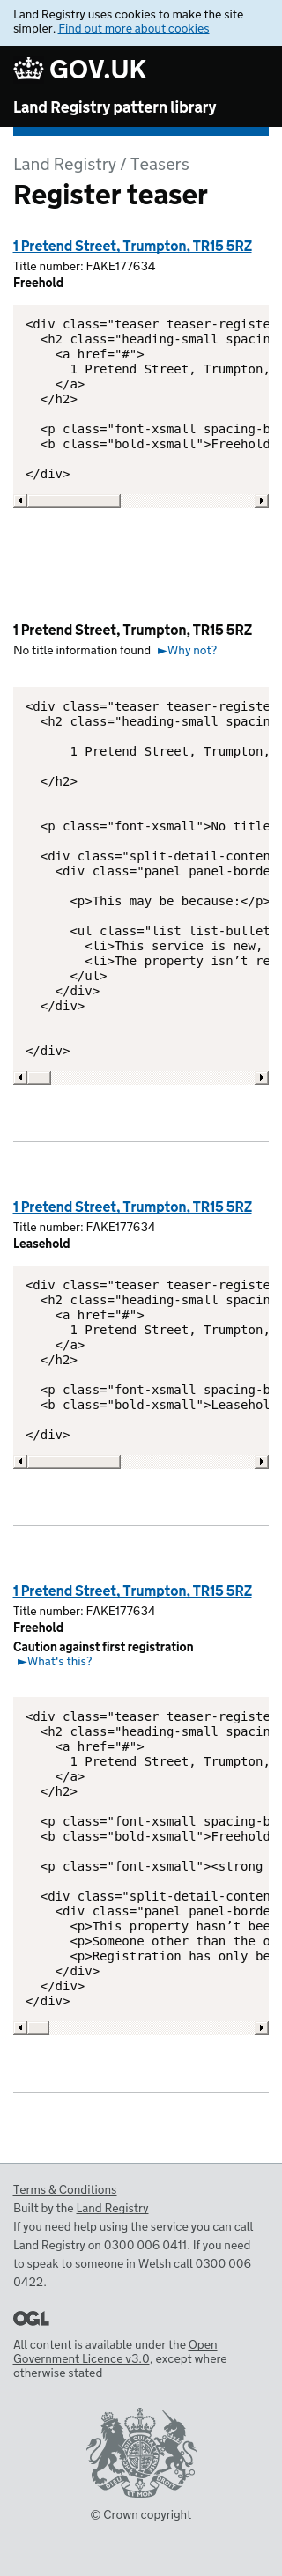 Land Registry uses cookies to make the site
simpler. Find out more about cookies
GOV.UK
Land Registry pattern library
Land Registry / Teasers
Register teaser
1 Pretend Street, Trumpton, TR15 5RZ
Title number: FAKE177634
Freehold
<div class="teaser teaser-registe
<h2 class="heading-small spacin
<a href="#">
1 Pretend Street, Trumpton,
</a>
</h2>
<p class="font-xsmall spacing-b
<b class="bold-xsmall">Freehold
</div>
1 Pretend Street, Trumpton, TR15 5RZ
No title information found ►Why not?
<div class="teaser teaser-registe
<h2 class="heading-small spacin
1 Pretend Street, Trumpton,
</h2>
<p class="font-xsmall">No title
<div class="split-detail-conten
<div class="panel panel-borde
<p>This may be because:</p>
<ul class="list list-bullet
<li>This service is new,
<li>The property isn’t re
</ul>
</div>
</div>
</div>
1 Pretend Street, Trumpton, TR15 5RZ
Title number: FAKE177634
Leasehold
<div class="teaser teaser-registe
<h2 class="heading-small spacin
<a href="#">
1 Pretend Street, Trumpton,
</a>
</h2>
<p class="font-xsmall spacing-b
<b class="bold-xsmall">Leasehol
</div>
1 Pretend Street, Trumpton, TR15 5RZ
Title number: FAKE177634
Freehold
Caution against first registration
►What's this?
<div class="teaser teaser-registe
<h2 class="heading-small spacin
<a href="#">
1 Pretend Street, Trumpton,
</a>
</h2>
<p class="font-xsmall spacing-b
<b class="bold-xsmall">Freehold
<p class="font-xsmall"><strong
<div class="split-detail-conten
<div class="panel panel-borde
<p>This property hasn’t bee
<p>Someone other than the o
<p>Registration has only be
</div>
</div>
</div>
Terms & Conditions
Built by the Land Registry
If you need help using the service you can call
Land Registry on 0300 006 0411. If you need
to speak to someone in Welsh call 0300 006
0422.
OGL
All content is available under the Open
Government Licence v3.0, except where
otherwise stated
DIEU ET MON DROIT
© Crown copyright